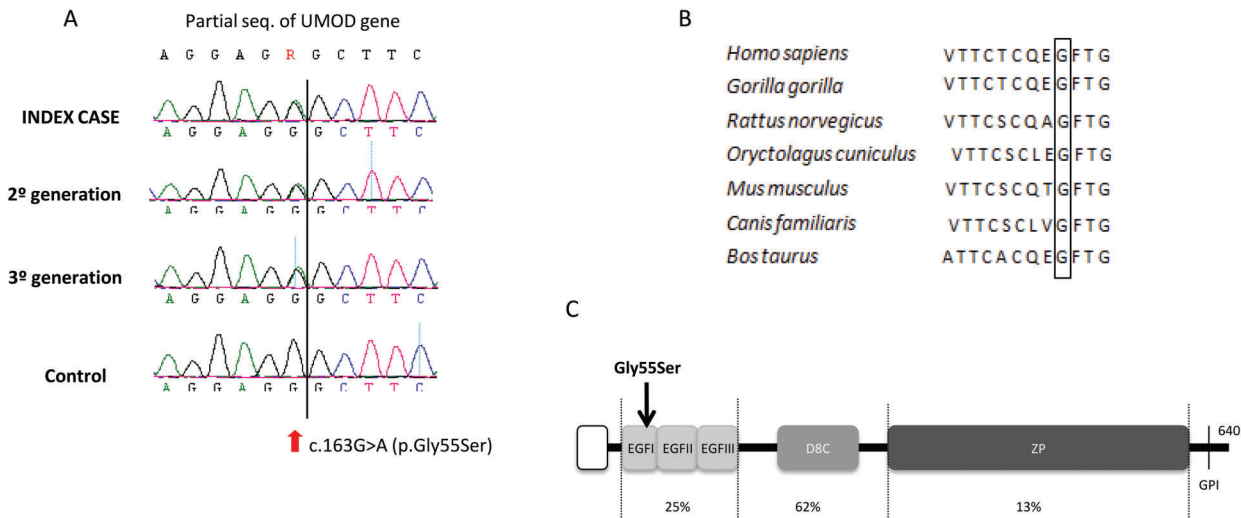 A
Partial seq. of UMOD gene
A G G A G R G C T T C
INDEX CASE
A G G A G G G C T T C
2º generation
A G G A G G G C T T C
3º generation
A G G A G G G C T T C
Control
A G G A G G G C T T C
c.163G>A (p.Gly55Ser)
B
Homo sapiens VTTCTCQEGFTG
Gorilla gorilla VTTCTCQEGFTG
Rattus norvegicus VTTCSCQAGFTG
Oryctolagus cuniculus VTTCSCLEGFTG
Mus musculus VTTCSCQTGFTG
Canis familiaris VTTCSCLVGFTG
Bos taurus ATTCACQEGFTG
C
Gly55Ser
640
EGFI EGFII EGFIII D8C ZP
GPI
25% 62% 13%